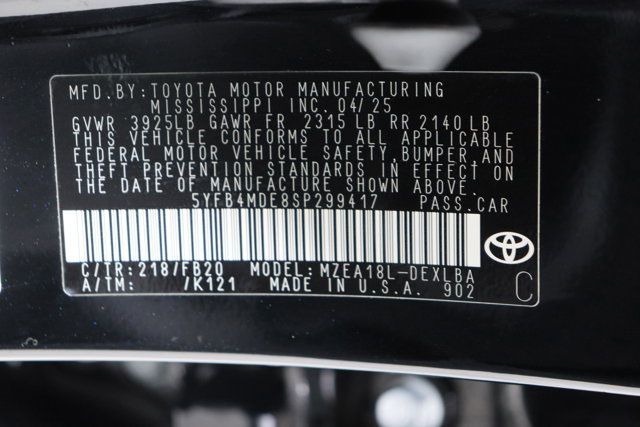 MFD.BY:TOYOTA MOTOR MANUFACTURING
MISSISSIPPI INC.04/25
GVWR 3925LB GAWR FR 2315LB RR 2140LB
THIS VEHICLE CONFORMS TO ALL APPLICABLE
FEDERAL MOTOR VEHICLE SAFETY,BUMPER,AND
THEFT PREVENTION STANDARDS IN EFFECT ON
THE DATE OF MANUFACTURE SHOWN ABOVE.
5YFB4MDE8SP299417 PASS.CAR
C/TR:218/FB20 MODEL:MZEA18L-DEXLBA
A/TM: /K121 MADE IN U.S.A. 902 C